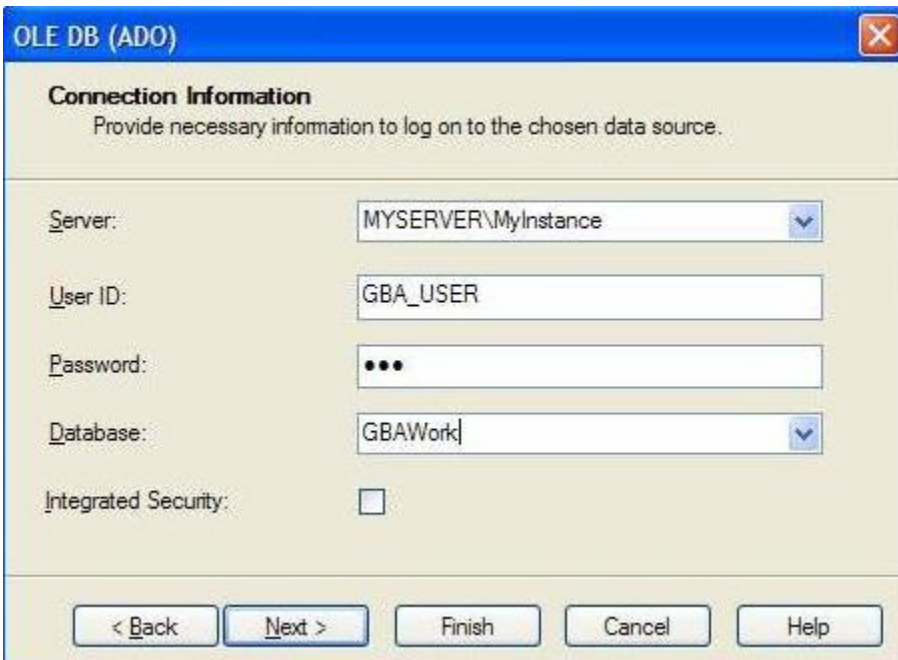 OLE DB (ADO)
Connection Information
Provide necessary information to log on to the chosen data source.
Server: MYSERVER\MyInstance
User ID: GBA_USER
Password: •••
Database: GBAWork
Integrated Security:
< Back Next > Finish Cancel Help